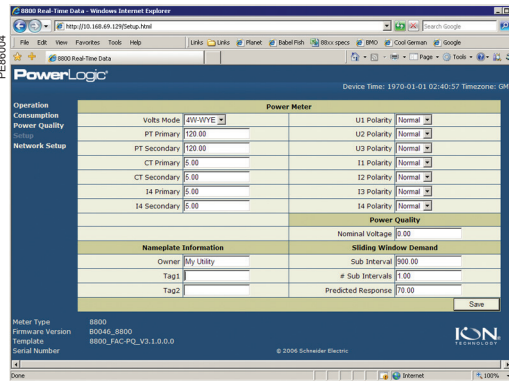 PE86004
8800 Real-Time Data - Windows Internet Explorer
http://10.168.69.129/Setup.html
Search Google
File Edit View Favorites Tools Help Links Links Planet Babel Fish 88xx specs BMO Cool German Google
8800 Real-Time Data Page Tools
PowerLogic®
Device Time: 1970-01-01 02:40:57 Timezone: GM
Operation
Consumption
Power Quality
Setup
Network Setup
Power Meter
Volts Mode 4W-WYE U1 Polarity Normal
PT Primary 120.00 U2 Polarity Normal
PT Secondary 120.00 U3 Polarity Normal
CT Primary 5.00 I1 Polarity Normal
CT Secondary 5.00 I2 Polarity Normal
I4 Primary 5.00 I3 Polarity Normal
I4 Secondary 5.00 I4 Polarity Normal
Power Quality
Nominal Voltage 0.00
Nameplate Information Sliding Window Demand
Owner My Utility Sub Interval 900.00
Tag1 # Sub Intervals 1.00
Tag2 Predicted Response 70.00
Save
Meter Type 8800
Firmware Version B0046_8800
Template 8800_FAC-PQ_V3.1.0.0.0
Serial Number
© 2006 Schneider Electric
ION
TECHNOLOGY
Done Internet 100%